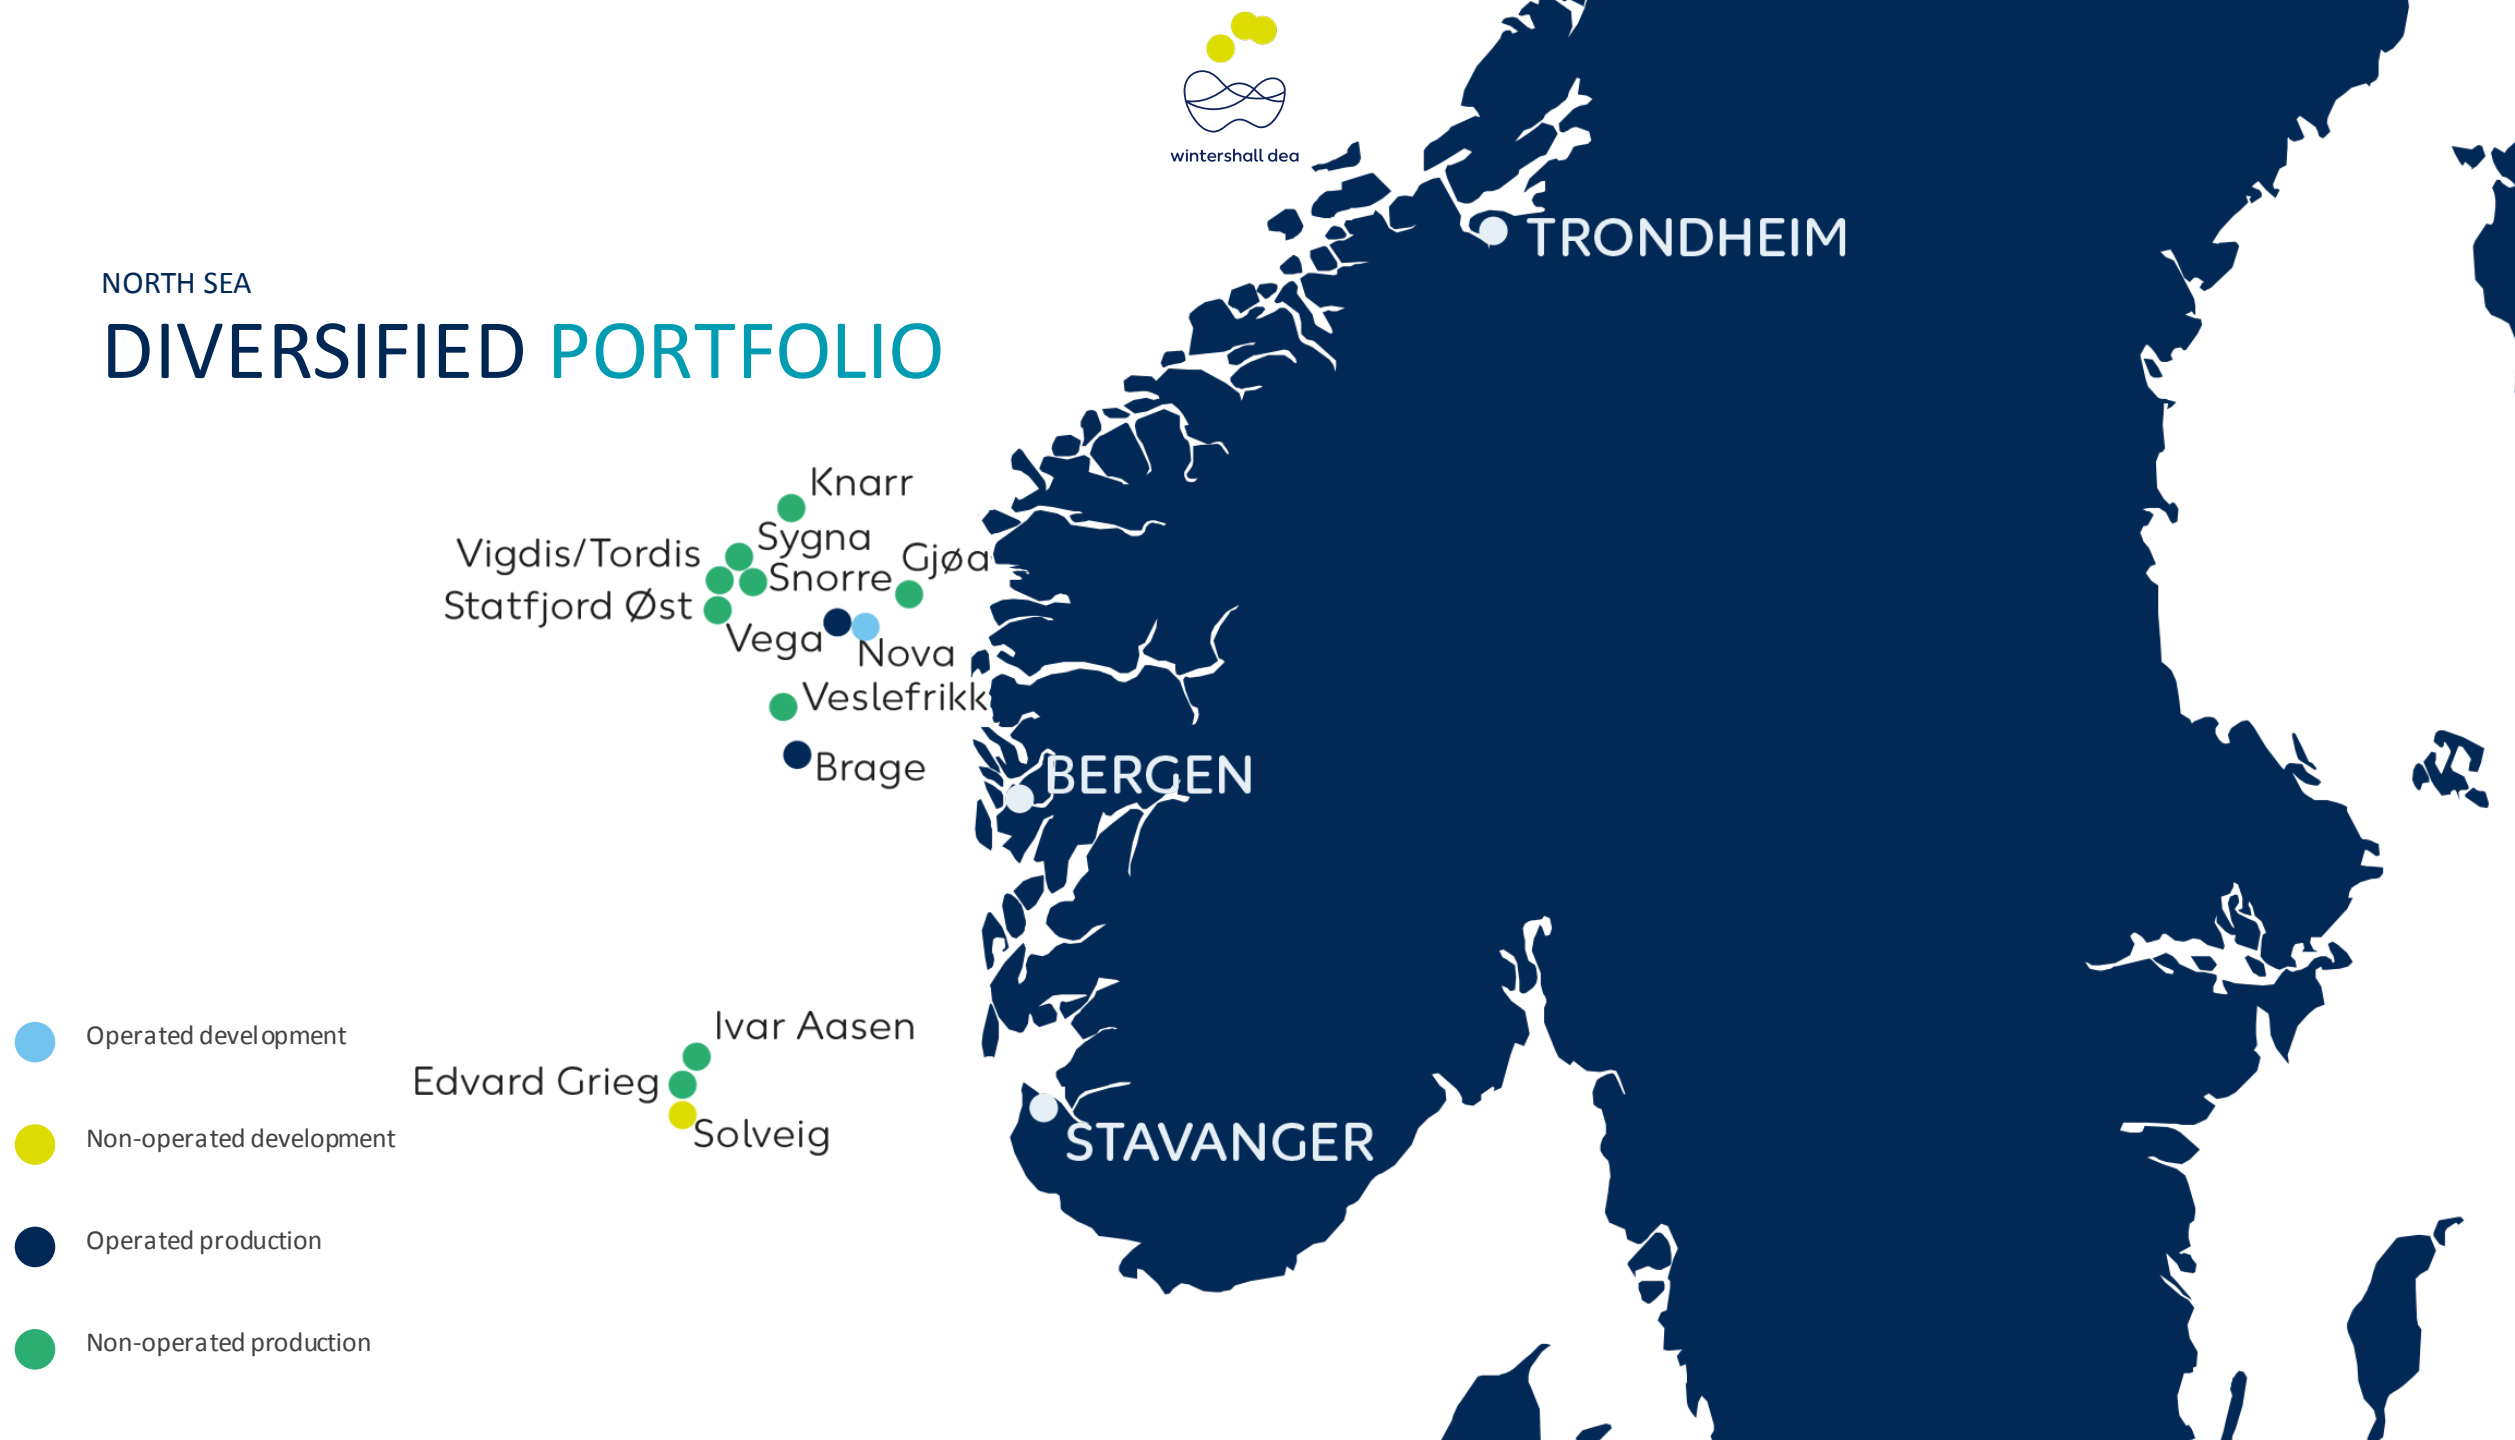 wintershall dea
TRONDHEIM
NORTH SEA
DIVERSIFIED PORTFOLIO
Knarr
Sygna
Vigdis/Tordis
Gjøa
Snorre
Statfjord Øst
Vega
Nova
Veslefrikk
Brage
BERGEN
Ivar Aasen
Edvard Grieg
Solveig
STAVANGER
Operated development
Non-operated development
Operated production
Non-operated production